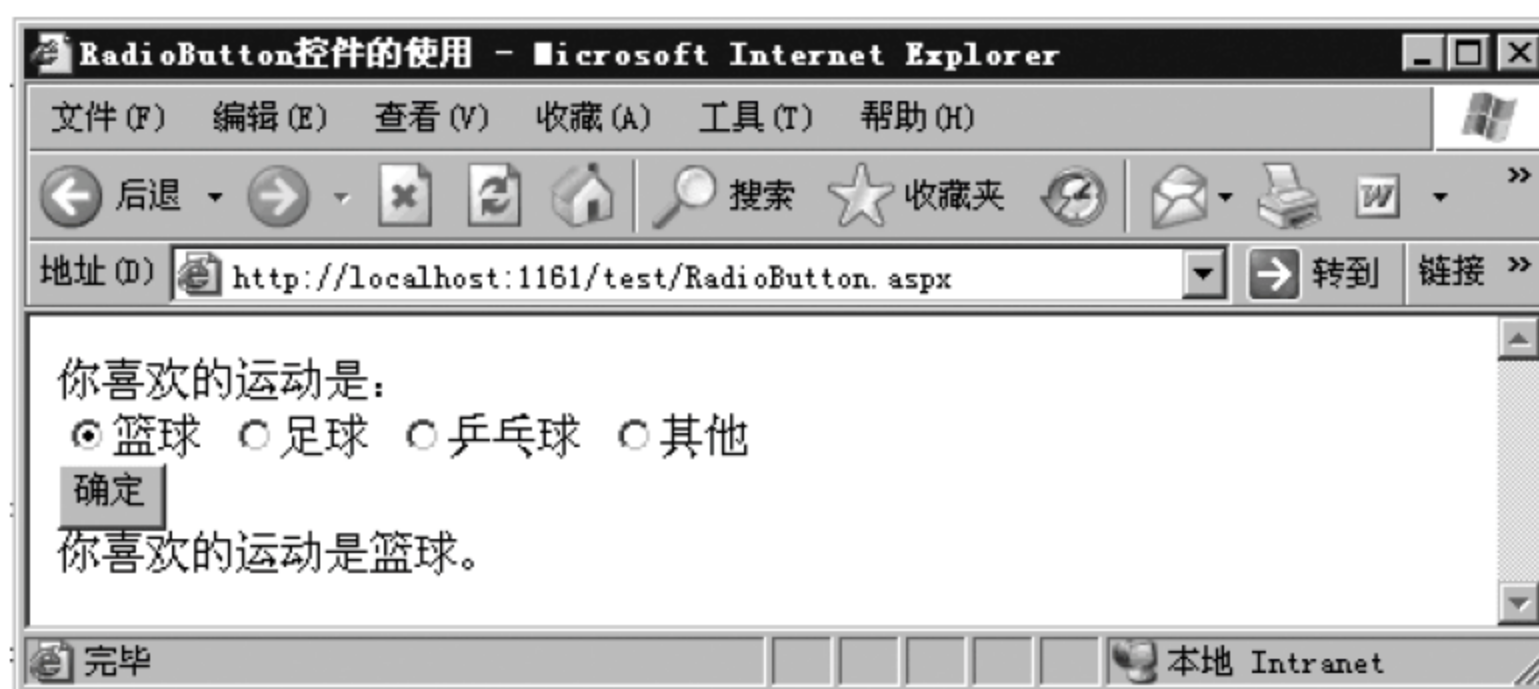 RadioButton控件的使用 - Microsoft Internet Explorer
文件(F) 编辑(E) 查看(V) 收藏(A) 工具(T) 帮助(H)
后退 搜索 收藏夹 W »
地址(D) http://localhost:1161/test/RadioButton.aspx 转到 链接 »
你喜欢的运动是:
篮球 足球 乒乓球 其他
确定
你喜欢的运动是篮球。
完毕 本地 Intranet